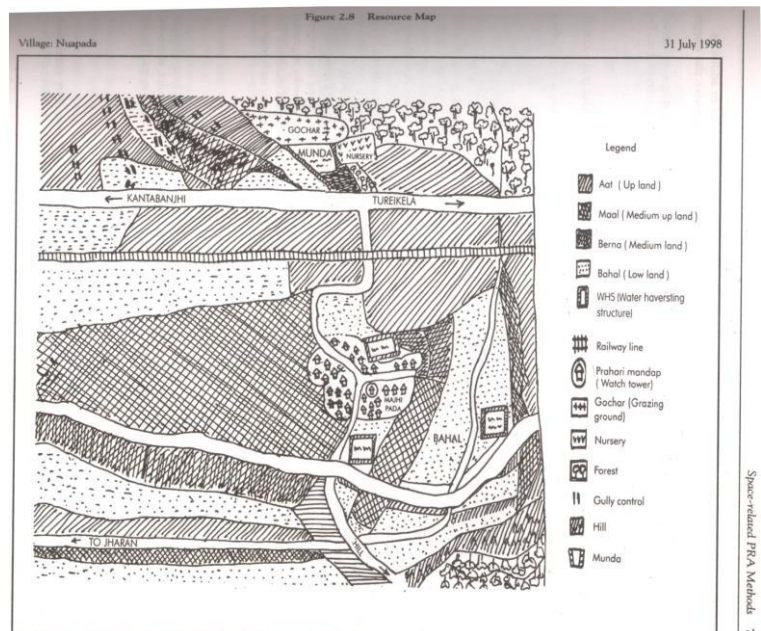 Figure 2.8 Resource Map
Village: Nuapada
31 July 1998
GOCHAR
MUNDA
NURSERY
← KANTABANJHI
TUREIKELA →
MAJHI
PADA
BAHAL
← TO JHARAN
Legend
Aat ( Up land )
Maal ( Medium up land )
Berna ( Medium land )
Bahal ( Low land )
WHS (Water haversting
structure)
Railway line
Prahari mandap
( Watch tower)
Gochar (Grazing
ground)
Nursery
Forest
Gully control
Hill
Munda
Space-related PRA Methods